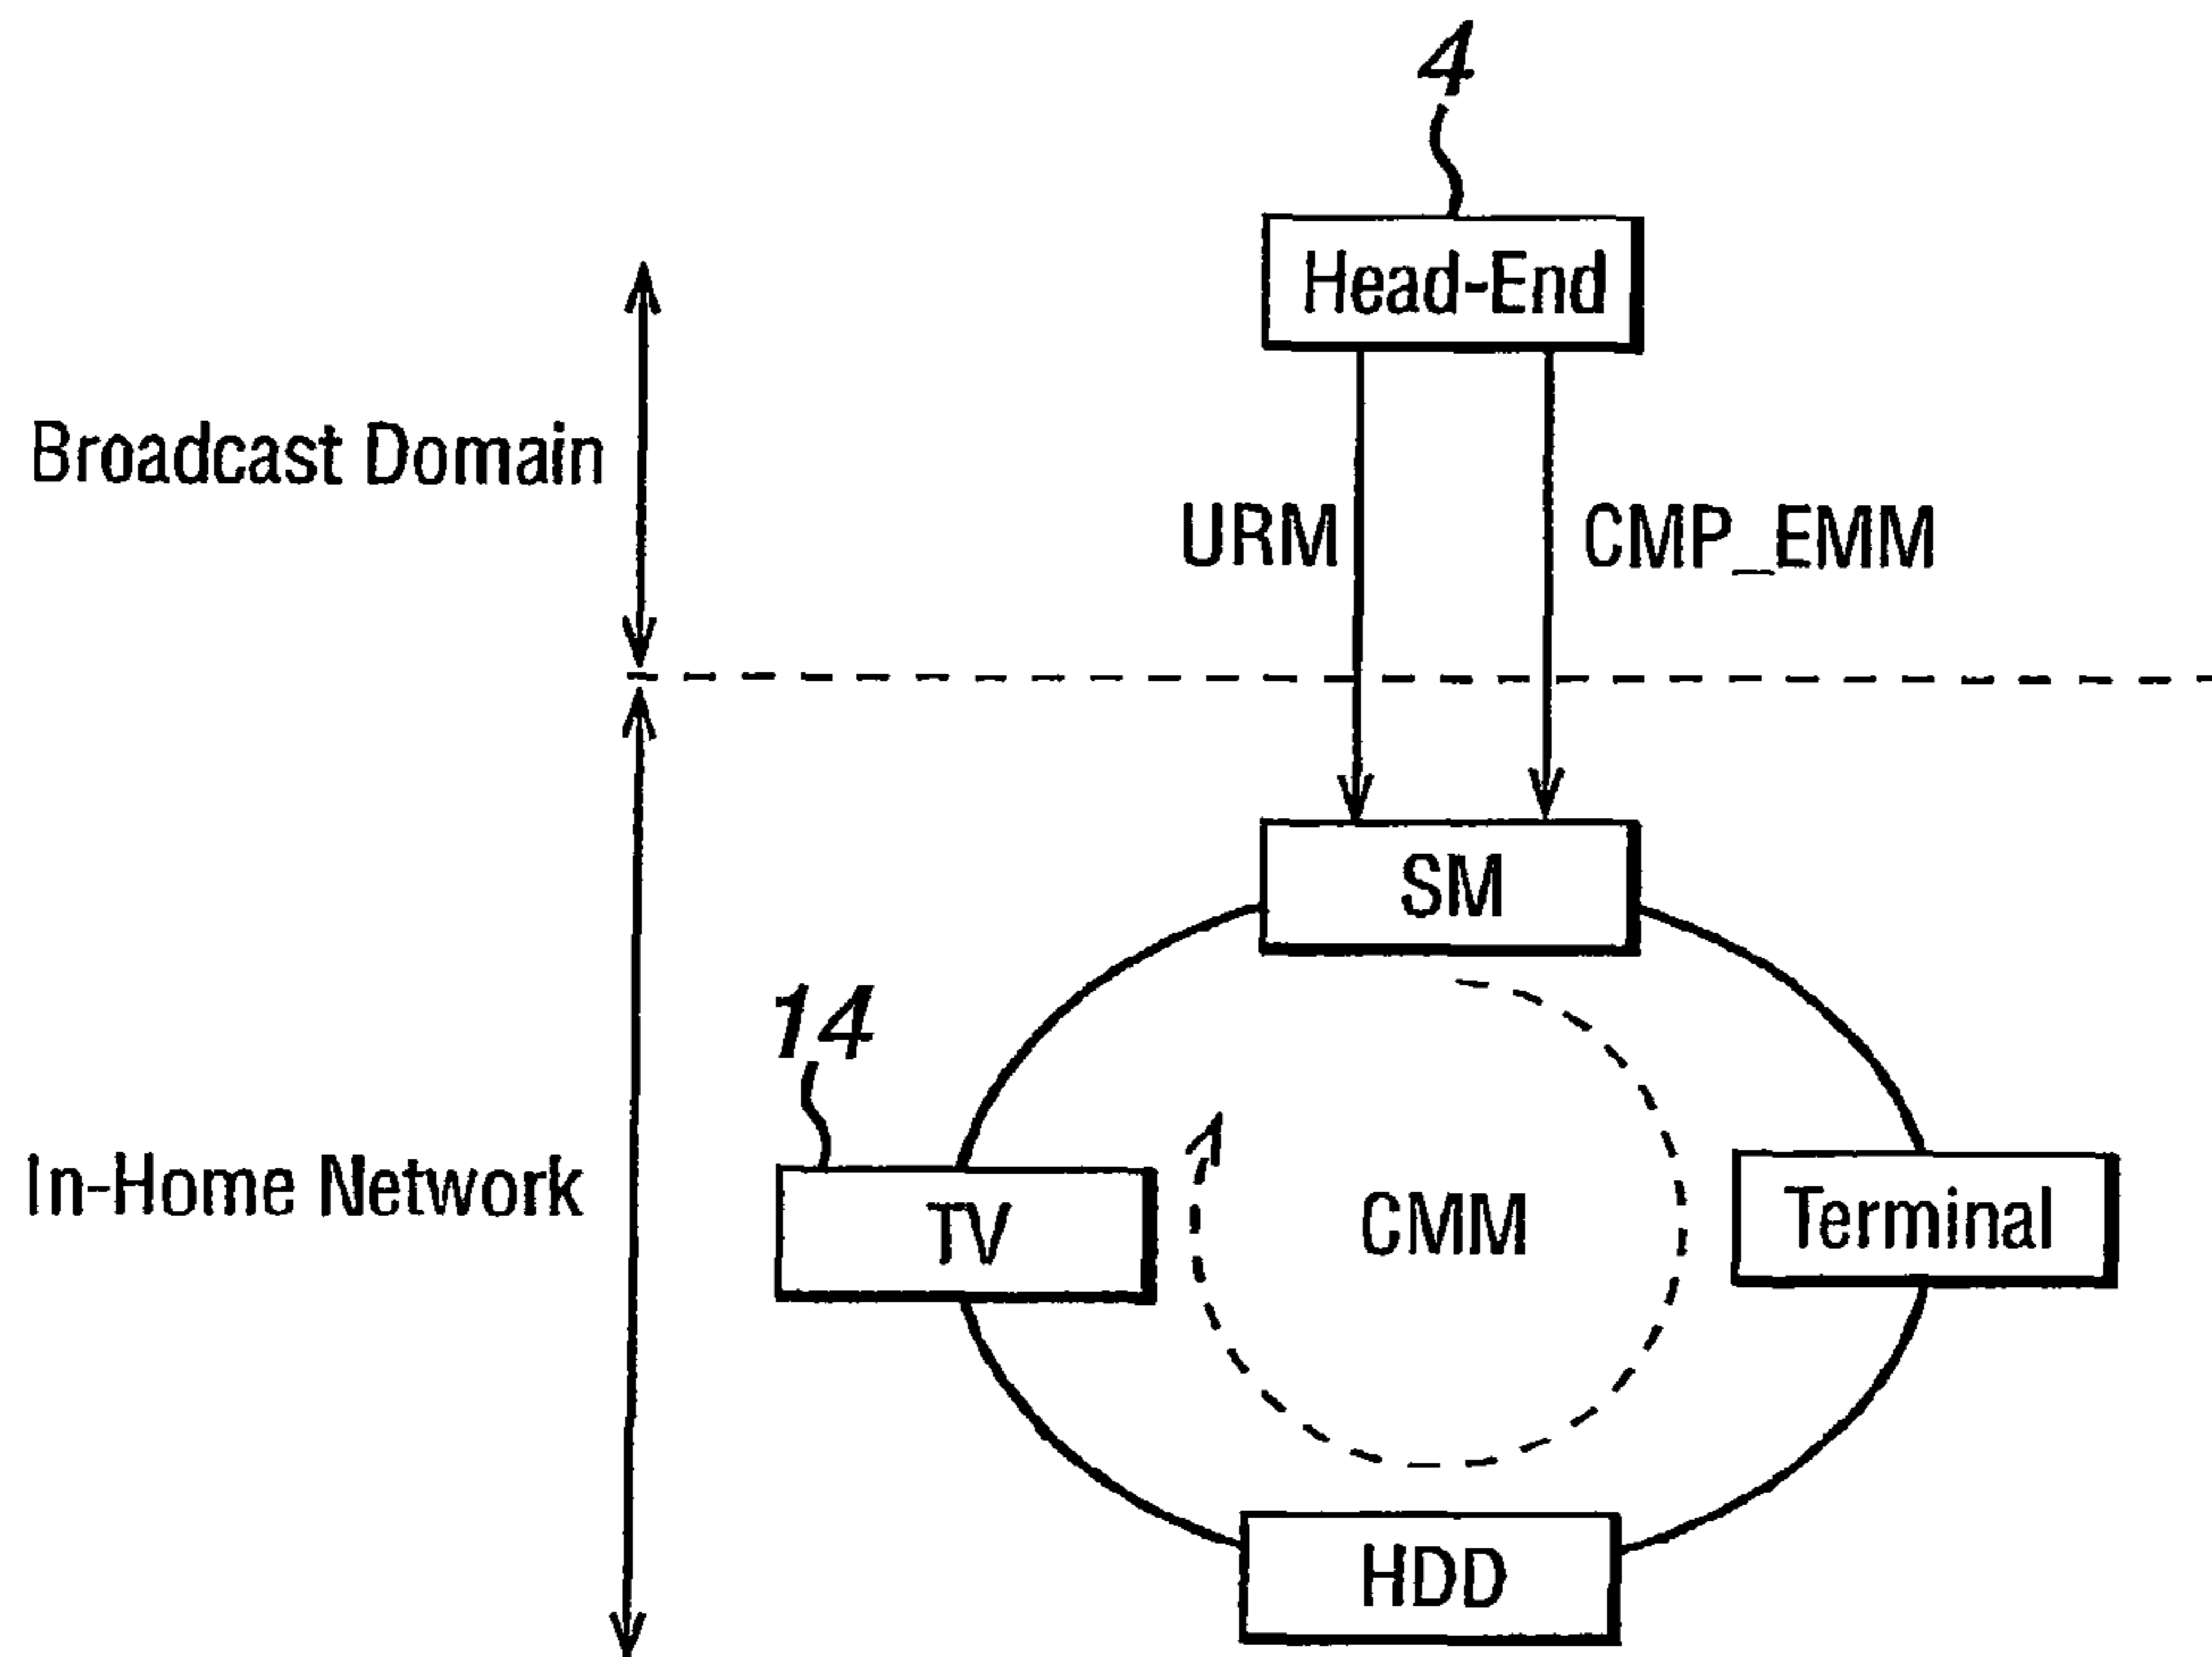 4
Head-End
Broadcast Domain
URM
CMP_EMM
SM
14
In-Home Network
TV
CMM
Terminal
HDD